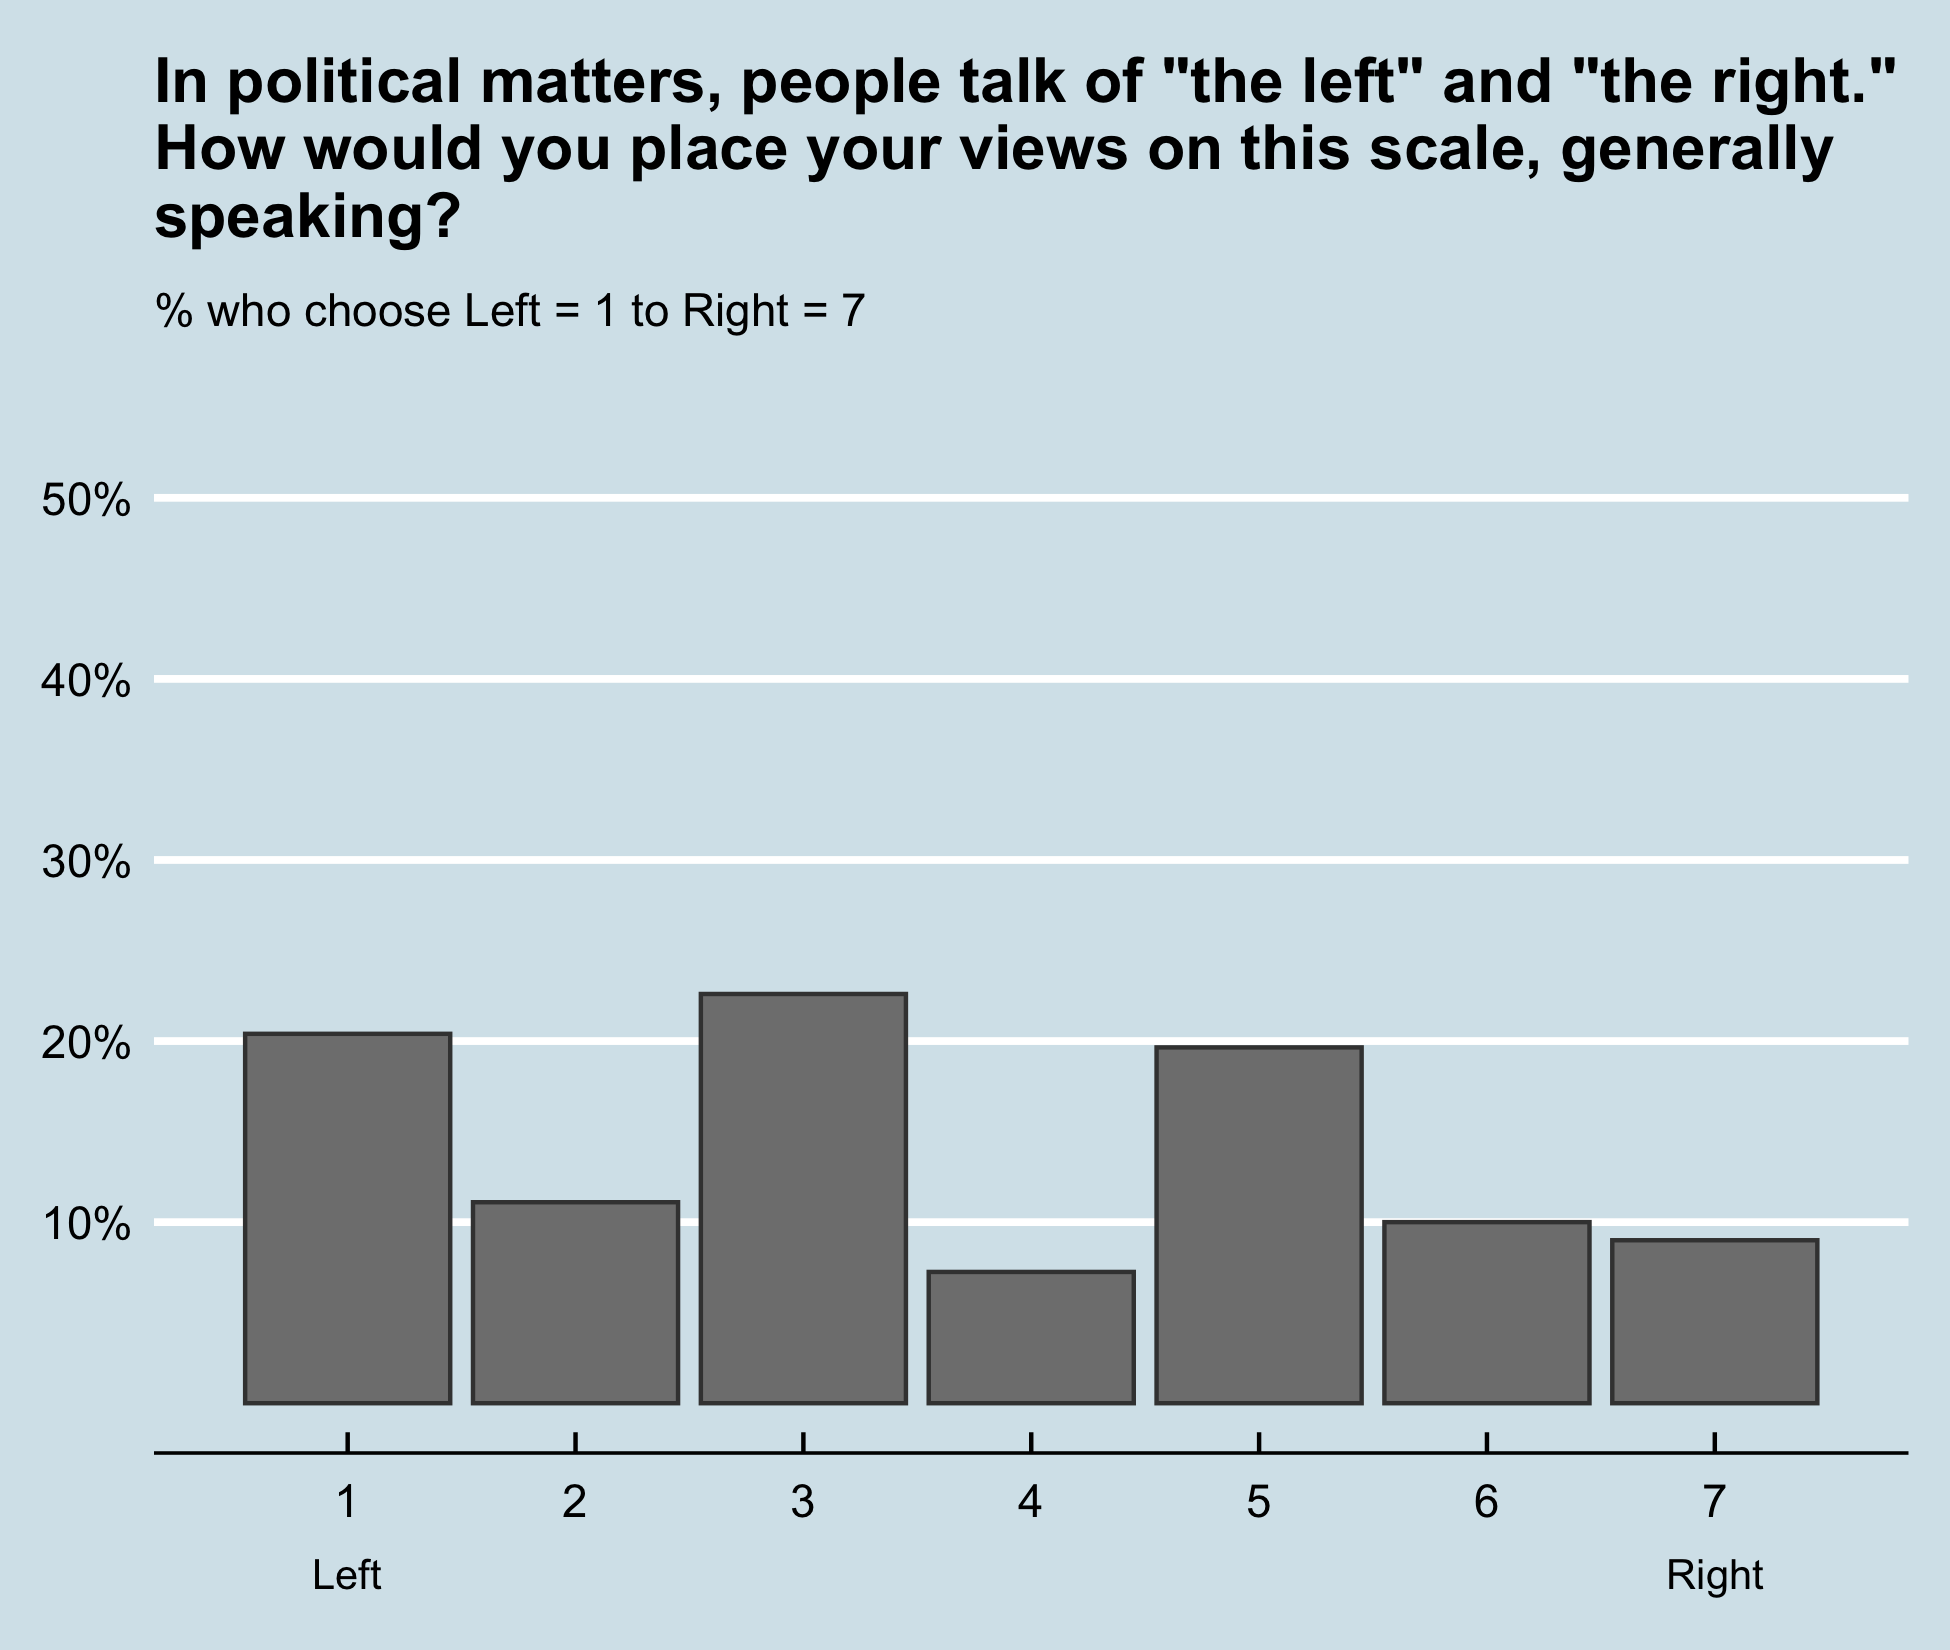 In political matters, people talk of "the left" and "the right."
How would you place your views on this scale, generally
speaking?
% who choose Left = 1 to Right = 7
50%
40%
30%
20%
10%
1 2 3 4 5 6 7
Left Right